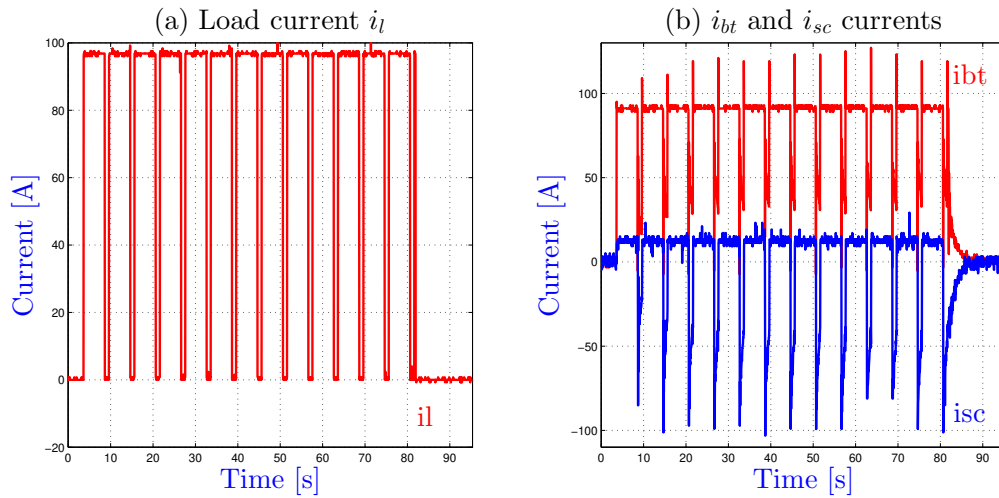 (a) Load current i_l
100
80
60
40
20
0
−20
Current [A]
il
0 10 20 30 40 50 60 70 80 90
Time [s]
(b) i_bt and i_sc currents
100
50
0
−50
−100
Current [A]
ibt
isc
0 10 20 30 40 50 60 70 80 90
Time [s]